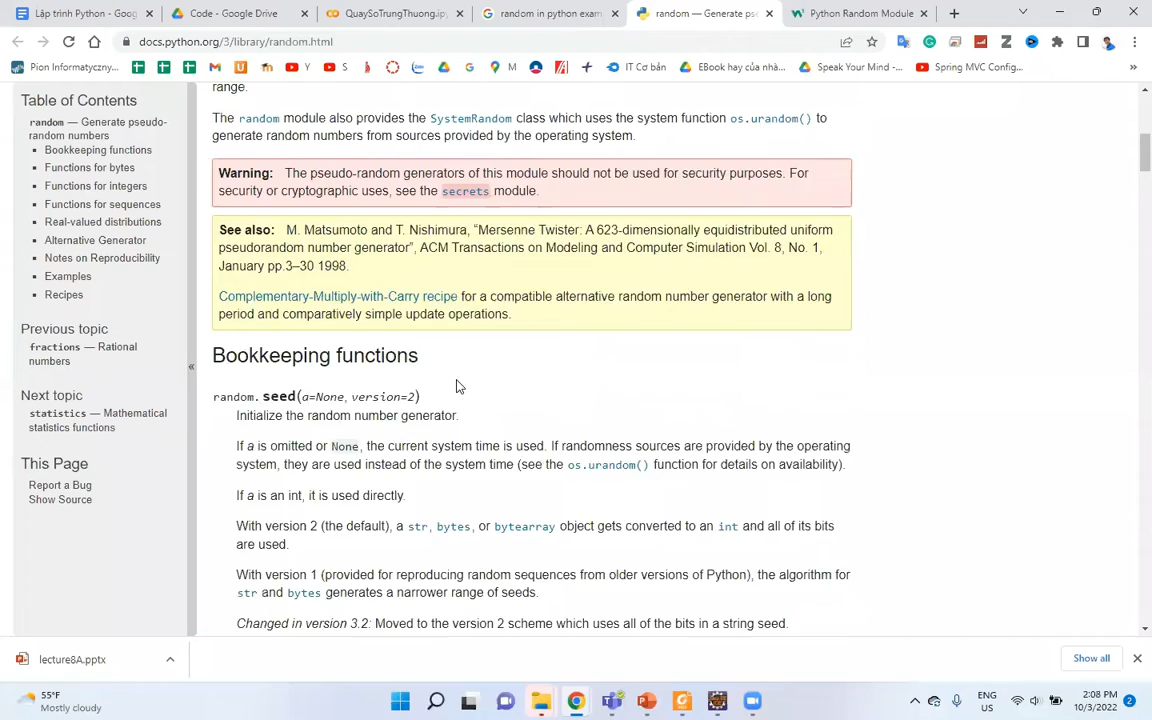 Lập trình Python - Goog
Code - Google Drive
QuaySoTrungThuong.ipy
random in python exam
random — Generate ps
Python Random Module
docs.python.org/3/library/random.html
Pion Informatyczny...
Y
S
M
IT Cơ bản
EBook hay của nhà...
Speak Your Mind -...
Spring MVC Config...
Table of Contents
random — Generate pseudo-
random numbers
Bookkeeping functions
Functions for bytes
Functions for integers
Functions for sequences
Real-valued distributions
Alternative Generator
Notes on Reproducibility
Examples
Recipes
Previous topic
fractions — Rational
numbers
Next topic
statistics — Mathematical
statistics functions
This Page
Report a Bug
Show Source
«
range.
The random module also provides the SystemRandom class which uses the system function os.urandom() to
generate random numbers from sources provided by the operating system.
Warning: The pseudo-random generators of this module should not be used for security purposes. For
security or cryptographic uses, see the secrets module.
See also: M. Matsumoto and T. Nishimura, “Mersenne Twister: A 623-dimensionally equidistributed uniform
pseudorandom number generator”, ACM Transactions on Modeling and Computer Simulation Vol. 8, No. 1,
January pp.3–30 1998.
Complementary-Multiply-with-Carry recipe for a compatible alternative random number generator with a long
period and comparatively simple update operations.
Bookkeeping functions
random.seed(a=None, version=2)
Initialize the random number generator.
If a is omitted or None, the current system time is used. If randomness sources are provided by the operating
system, they are used instead of the system time (see the os.urandom() function for details on availability).
If a is an int, it is used directly.
With version 2 (the default), a str, bytes, or bytearray object gets converted to an int and all of its bits
are used.
With version 1 (provided for reproducing random sequences from older versions of Python), the algorithm for
str and bytes generates a narrower range of seeds.
Changed in version 3.2: Moved to the version 2 scheme which uses all of the bits in a string seed.
lecture8A.pptx
Show all
55°F
Mostly cloudy
ENG
US
2:08 PM
10/3/2022
2